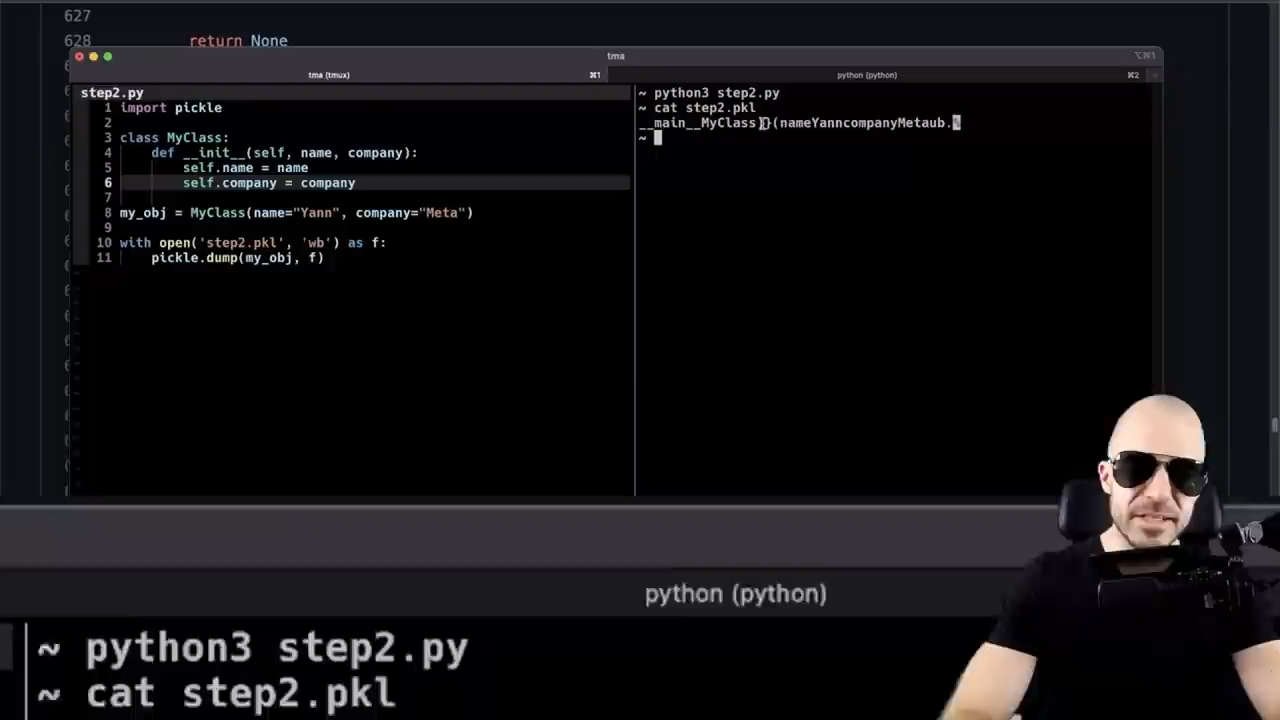 627
628 return None
tma
⌥⌘1
tma (tmux) ⌘1
python (python) ⌘2
step2.py
1 import pickle
2
3 class MyClass:
4 def __init__(self, name, company):
5 self.name = name
6 self.company = company
7
8 my_obj = MyClass(name="Yann", company="Meta")
9
10 with open('step2.pkl', 'wb') as f:
11 pickle.dump(my_obj, f)
~ python3 step2.py
~ cat step2.pkl
__main__MyClass)}(nameYanncompanyMetaub.%
~
python (python)
~ python3 step2.py
~ cat step2.pkl